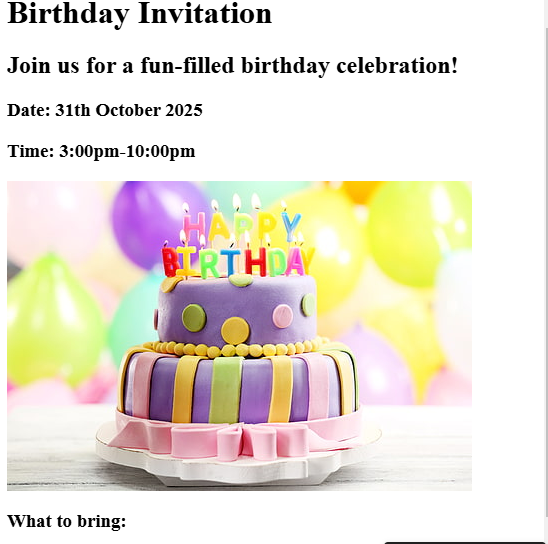 Birthday Invitation
Join us for a fun-filled birthday celebration!
Date: 31th October 2025
Time: 3:00pm-10:00pm
HAPPY
BIRTHDAY
What to bring: